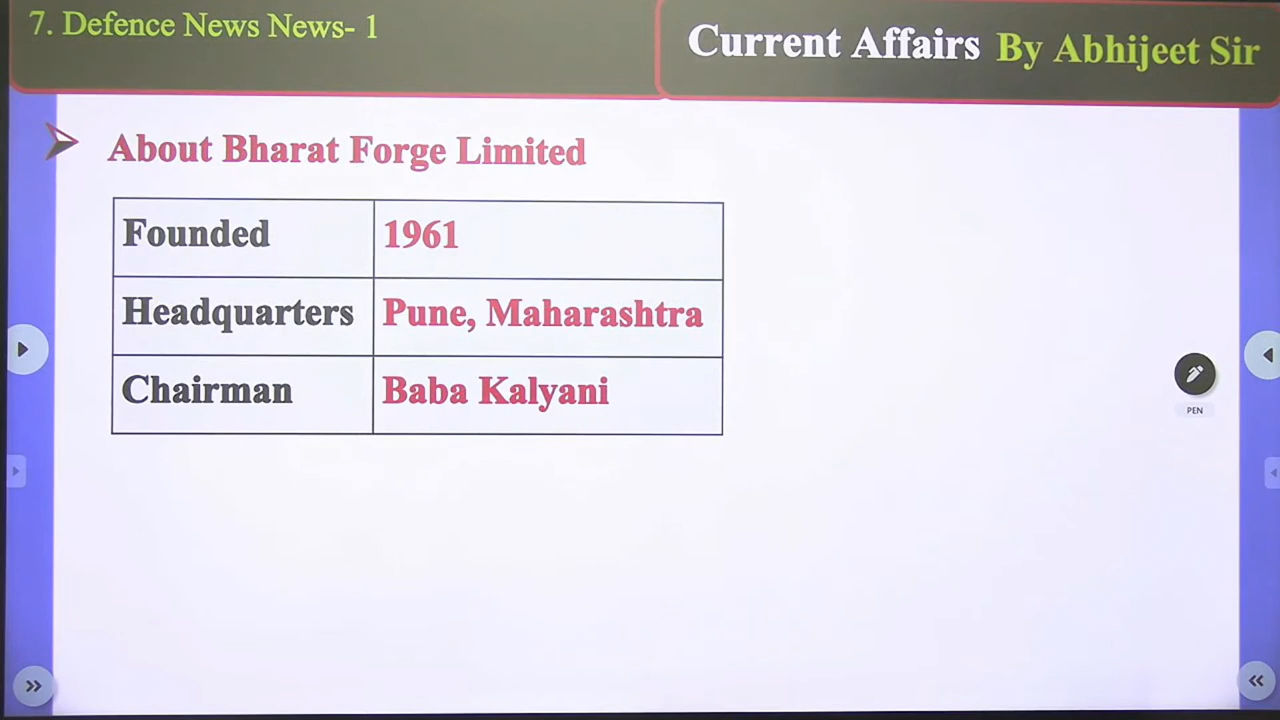 7. Defence News News- 1
Current Affairs By Abhijeet Sir
About Bharat Forge Limited
Founded 1961
Headquarters Pune, Maharashtra
Chairman Baba Kalyani
PEN